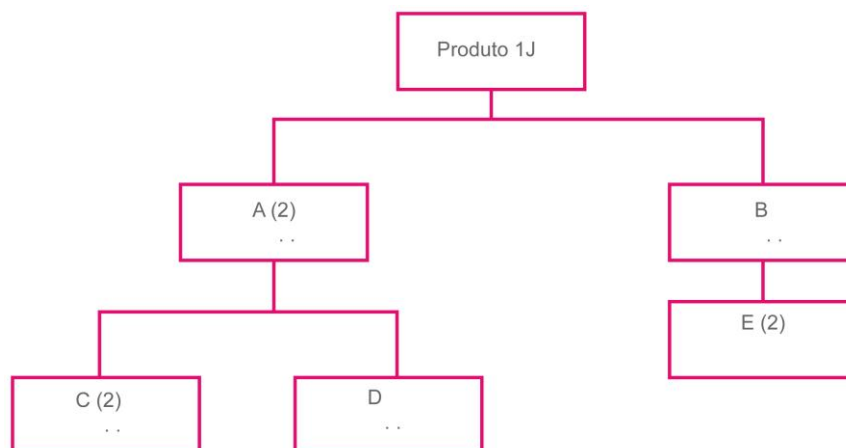 Produto 1J
A (2)
. .
B
. .
E (2)
C (2)
. .
D
. .